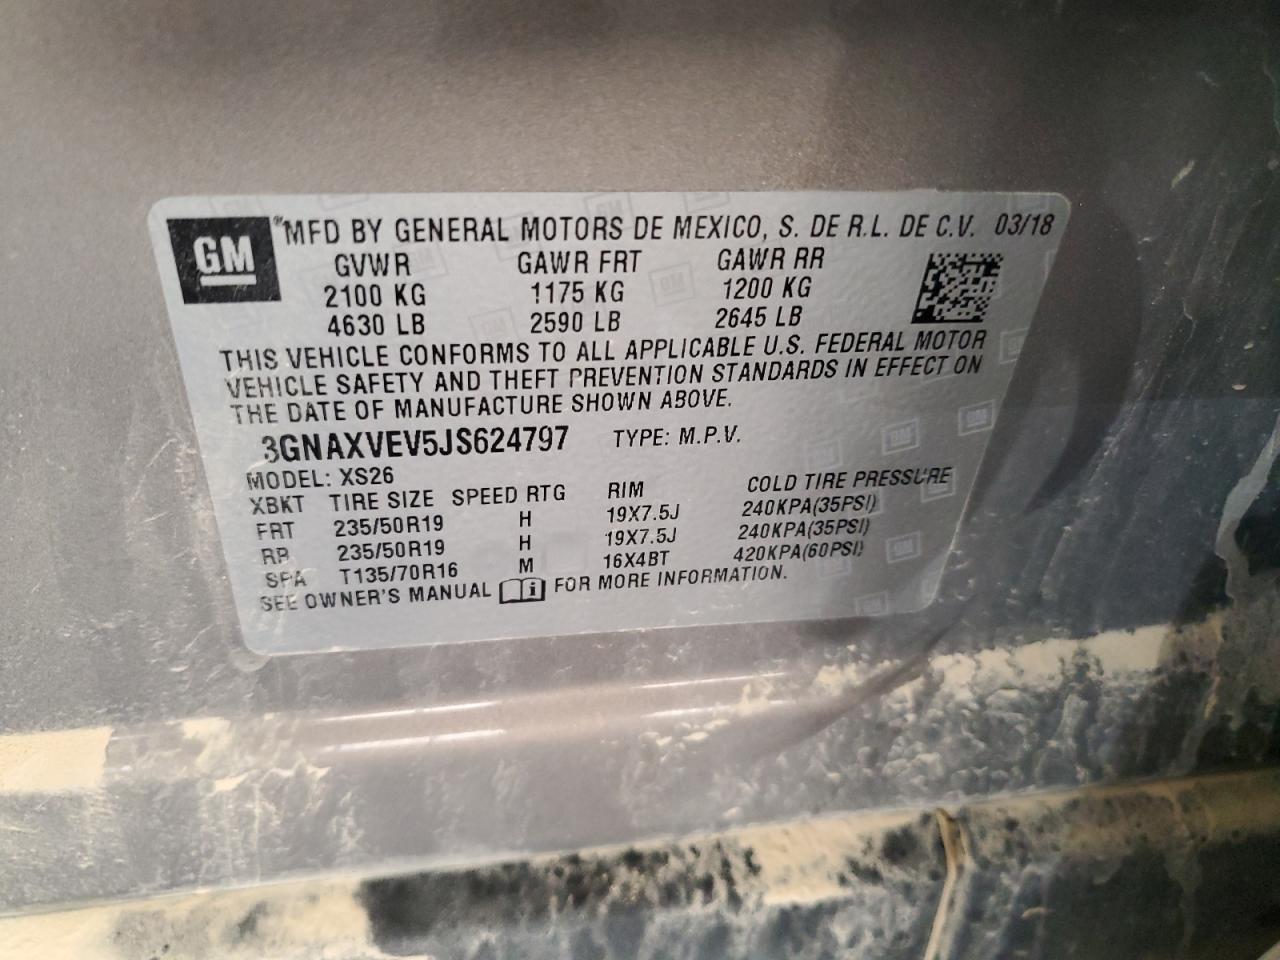 GM
® MFD BY GENERAL MOTORS DE MEXICO, S. DE R.L. DE C.V. 03/18
GVWR GAWR FRT GAWR RR
2100 KG 1175 KG 1200 KG
4630 LB 2590 LB 2645 LB
THIS VEHICLE CONFORMS TO ALL APPLICABLE U.S. FEDERAL MOTOR
VEHICLE SAFETY AND THEFT PREVENTION STANDARDS IN EFFECT ON
THE DATE OF MANUFACTURE SHOWN ABOVE.
3GNAXVEV5JS624797 TYPE: M.P.V.
MODEL: XS26
XBKT TIRE SIZE SPEED RTG RIM COLD TIRE PRESSURE
FRT 235/50R19 H 19X7.5J 240KPA(35PSI)
RR 235/50R19 H 19X7.5J 240KPA(35PSI)
SPA T135/70R16 M 16X4BT 420KPA(60PSI)
SEE OWNER'S MANUAL FOR MORE INFORMATION.